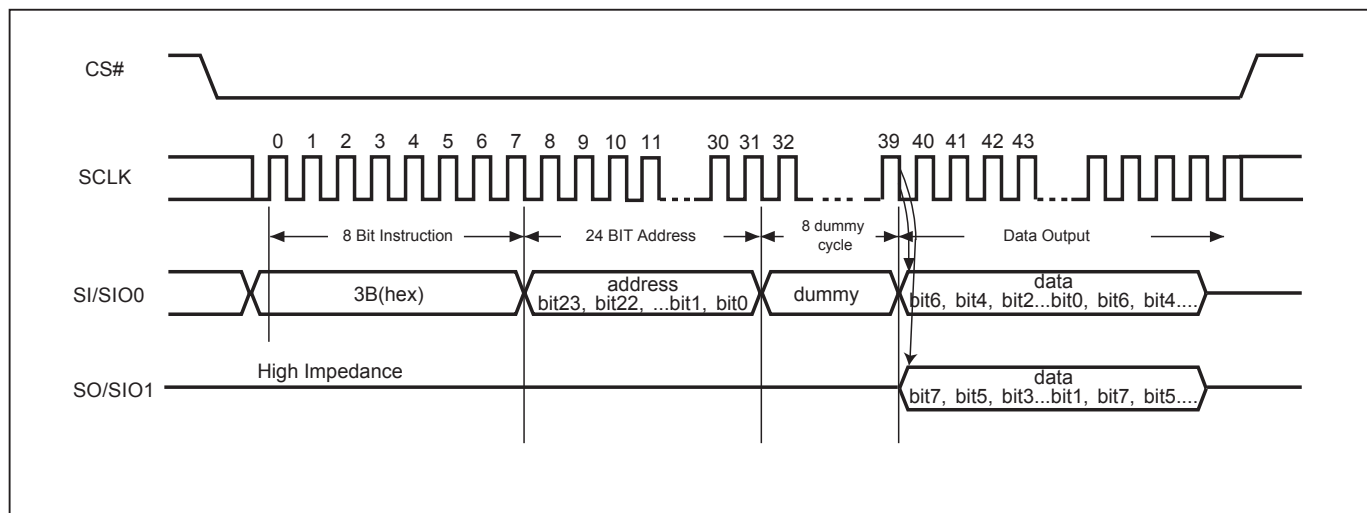 CS#
0 1 2 3 4 5 6 7 8 9 10 11 30 31 32 39 40 41 42 43
SCLK
8 Bit Instruction
24 BIT Address
8 dummy
cycle
Data Output
SI/SIO0
3B(hex)
address
bit23, bit22, ...bit1, bit0
dummy
data
bit6, bit4, bit2...bit0, bit6, bit4....
High Impedance
SO/SIO1
data
bit7, bit5, bit3...bit1, bit7, bit5....